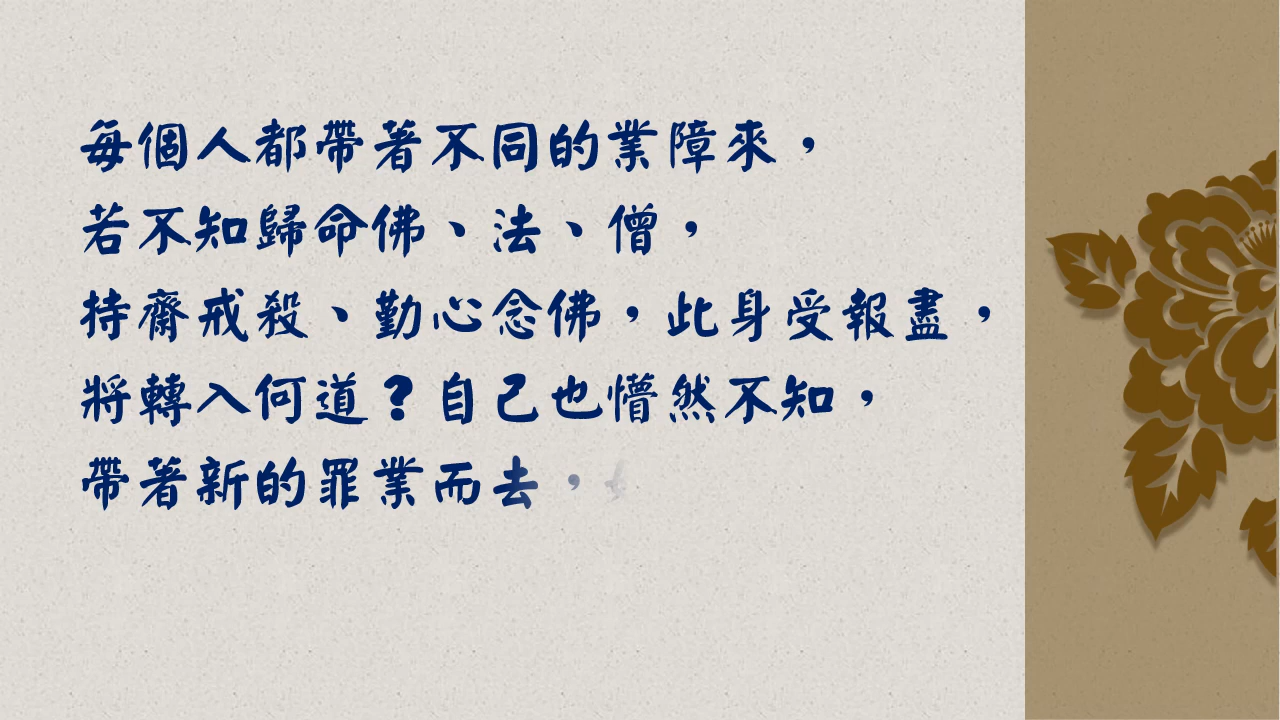 每個人都帶著不同的業障來，
若不知歸命佛、法、僧，
持齋戒殺、勤心念佛，此身受報盡，
將轉入何道？自己也懵然不知，
帶著新的罪業而去，